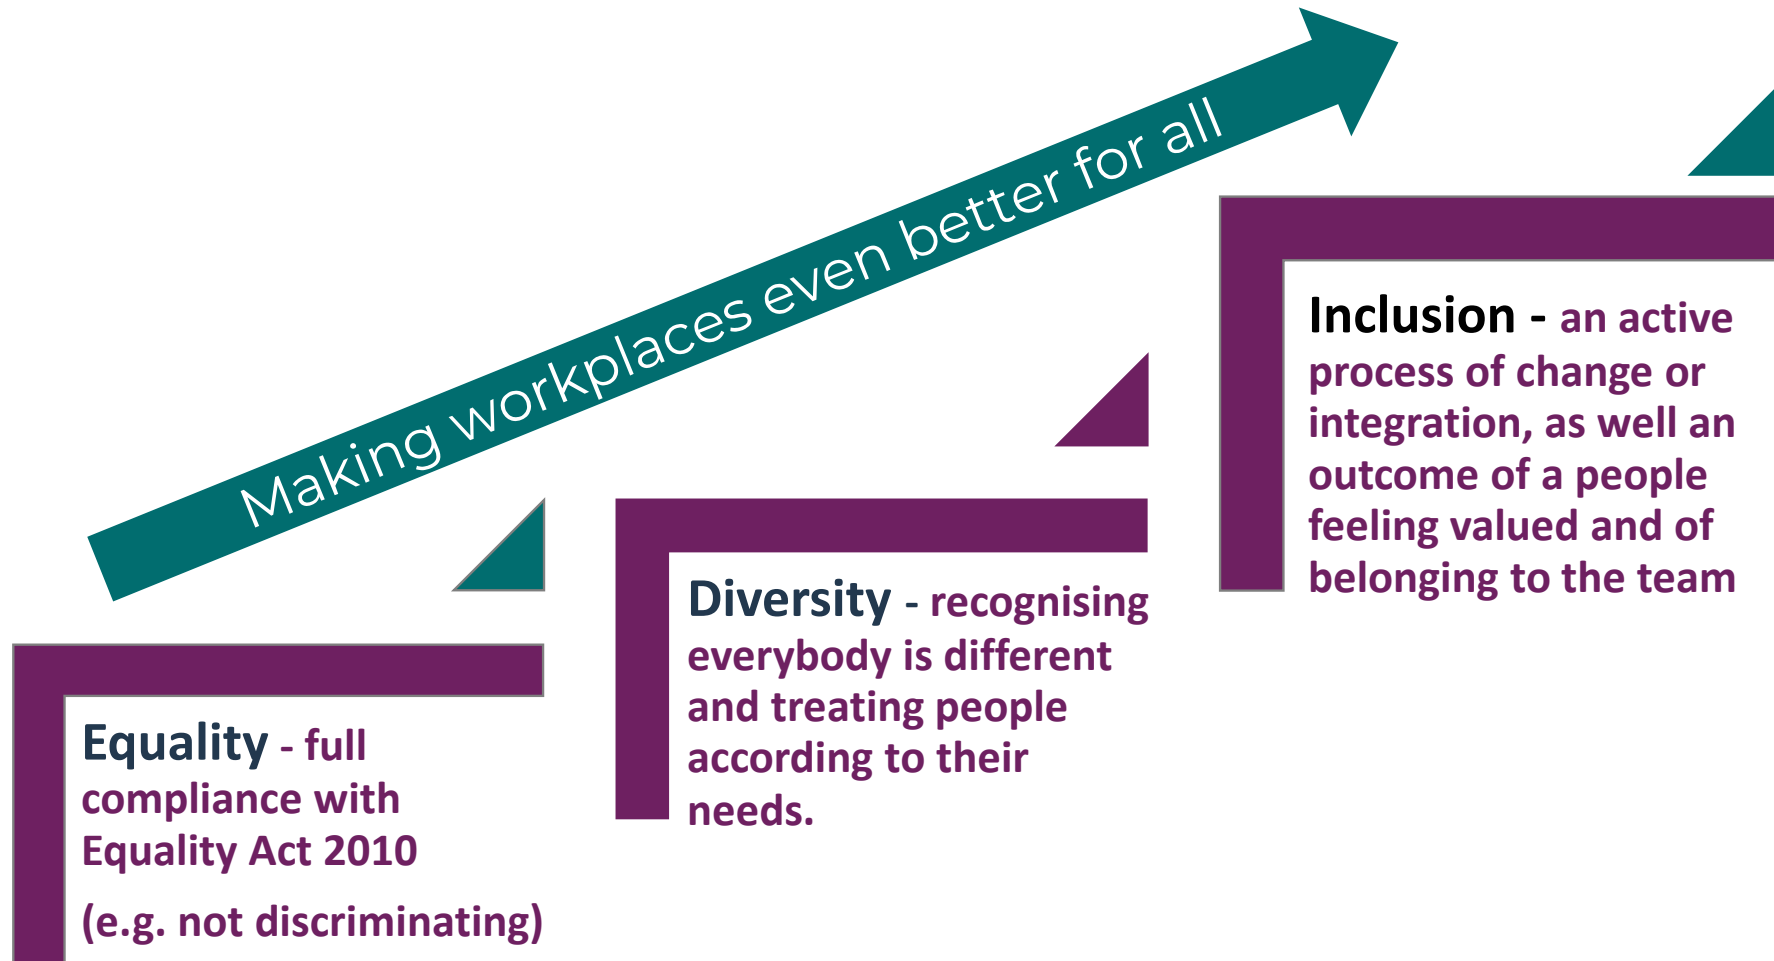 Making workplaces even better for all
Equality - full
compliance with
Equality Act 2010
(e.g. not discriminating)
Diversity - recognising
everybody is different
and treating people
according to their
needs.
Inclusion - an active
process of change or
integration, as well an
outcome of a people
feeling valued and of
belonging to the team